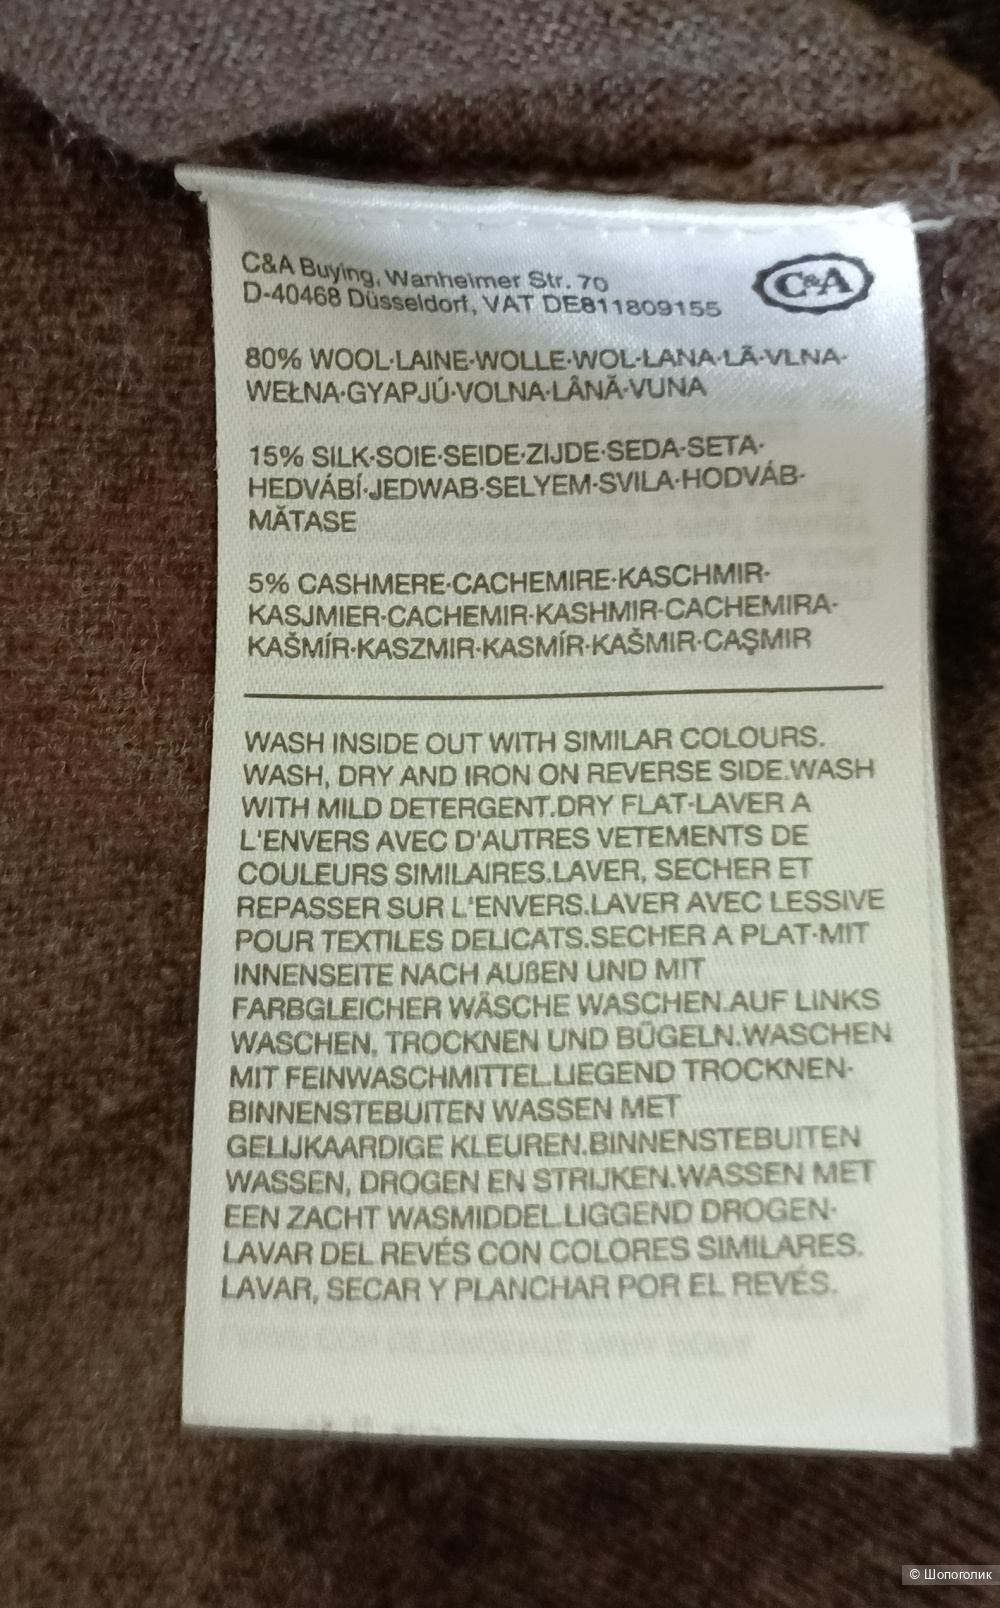 C&A Buying, Wanheimer Str. 70
D-40468 Düsseldorf, VAT DE811809155
C&A
80% WOOL·LAINE·WOLLE·WOL·LANA·LÃ·VLNA·
WEŁNA·GYAPJÚ·VOLNA·LÂNĂ·VUNA
15% SILK·SOIE·SEIDE·ZIJDE·SEDA·SETA·
HEDVÁBÍ·JEDWAB·SELYEM·SVILA·HODVÁB·
MĂTASE
5% CASHMERE·CACHEMIRE·KASCHMIR·
KASJMIER·CACHEMIR·KASHMIR·CACHEMIRA·
KAŠMÍR·KASZMIR·KASMÍR·KAŠMIR·CAŞMIR
WASH INSIDE OUT WITH SIMILAR COLOURS.
WASH, DRY AND IRON ON REVERSE SIDE.WASH
WITH MILD DETERGENT.DRY FLAT·LAVER A
L'ENVERS AVEC D'AUTRES VETEMENTS DE
COULEURS SIMILAIRES.LAVER, SECHER ET
REPASSER SUR L'ENVERS.LAVER AVEC LESSIVE
POUR TEXTILES DELICATS.SECHER A PLAT·MIT
INNENSEITE NACH AUßEN UND MIT
FARBGLEICHER WÄSCHE WASCHEN.AUF LINKS
WASCHEN, TROCKNEN UND BÜGELN.WASCHEN
MIT FEINWASCHMITTEL.LIEGEND TROCKNEN·
BINNENSTEBUITEN WASSEN MET
GELIJKAARDIGE KLEUREN.BINNENSTEBUITEN
WASSEN, DROGEN EN STRIJKEN.WASSEN MET
EEN ZACHT WASMIDDEL.LIGGEND DROGEN·
LAVAR DEL REVÉS CON COLORES SIMILARES.
LAVAR, SECAR Y PLANCHAR POR EL REVÉS.
© Шопоголик